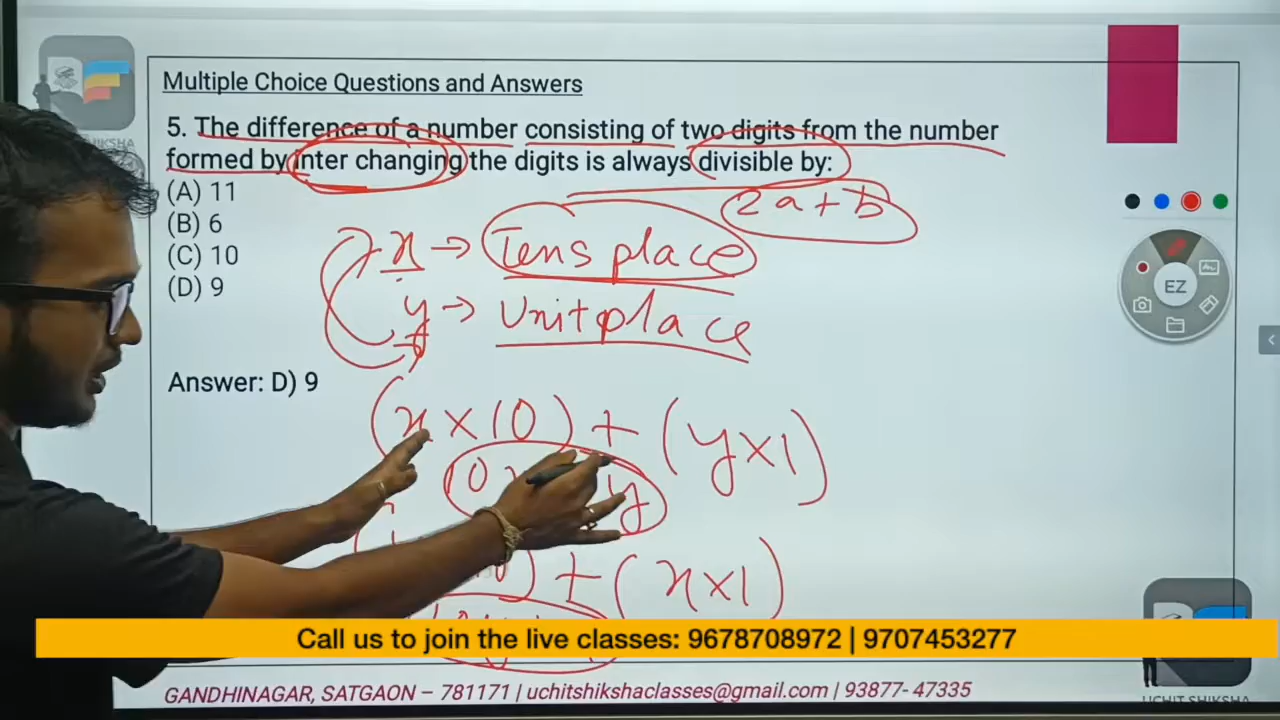 Multiple Choice Questions and Answers
5. The difference of a number consisting of two digits from the number
formed by inter changing the digits is always divisible by:
(A) 11
(B) 6
(C) 10
(D) 9
2a+b
x → Tens place
y → Unit place
Answer: D) 9
(x×10) + (y×1)
y
+ (x×1)
EZ
Call us to join the live classes: 9678708972 | 9707453277
GANDHINAGAR, SATGAON – 781171 | uchitshikshaclasses@gmail.com | 93877- 47335
UCHIT SHIKSHA